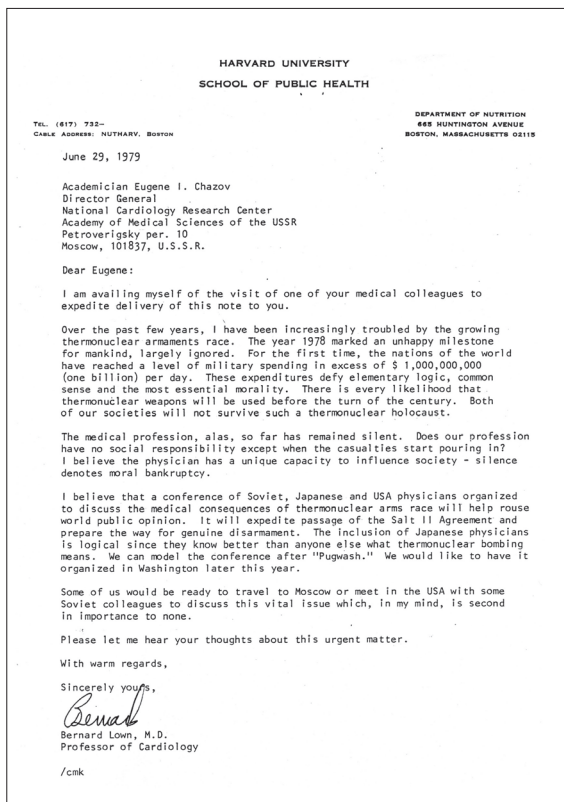 HARVARD UNIVERSITY
SCHOOL OF PUBLIC HEALTH
DEPARTMENT OF NUTRITION
665 HUNTINGTON AVENUE
BOSTON, MASSACHUSETTS 02115
TEL. (617) 732—
CABLE ADDRESS: NUTHARV, BOSTON
June 29, 1979
Academician Eugene I. Chazov
Director General
National Cardiology Research Center
Academy of Medical Sciences of the USSR
Petroverigsky per. 10
Moscow, 101837, U.S.S.R.
Dear Eugene:
I am availing myself of the visit of one of your medical colleagues to
expedite delivery of this note to you.
Over the past few years, I have been increasingly troubled by the growing
thermonuclear armaments race. The year 1978 marked an unhappy milestone
for mankind, largely ignored. For the first time, the nations of the world
have reached a level of military spending in excess of $ 1,000,000,000
(one billion) per day. These expenditures defy elementary logic, common
sense and the most essential morality. There is every likelihood that
thermonuclear weapons will be used before the turn of the century. Both
of our societies will not survive such a thermonuclear holocaust.
The medical profession, alas, so far has remained silent. Does our profession
have no social responsibility except when the casualties start pouring in?
I believe the physician has a unique capacity to influence society - silence
denotes moral bankruptcy.
I believe that a conference of Soviet, Japanese and USA physicians organized
to discuss the medical consequences of thermonuclear arms race will help rouse
world public opinion. It will expedite passage of the Salt II Agreement and
prepare the way for genuine disarmament. The inclusion of Japanese physicians
is logical since they know better than anyone else what thermonuclear bombing
means. We can model the conference after "Pugwash." We would like to have it
organized in Washington later this year.
Some of us would be ready to travel to Moscow or meet in the USA with some
Soviet colleagues to discuss this vital issue which, in my mind, is second
in importance to none.
Please let me hear your thoughts about this urgent matter.
With warm regards,
Sincerely yours,
Bernard
Bernard Lown, M.D.
Professor of Cardiology
/cmk